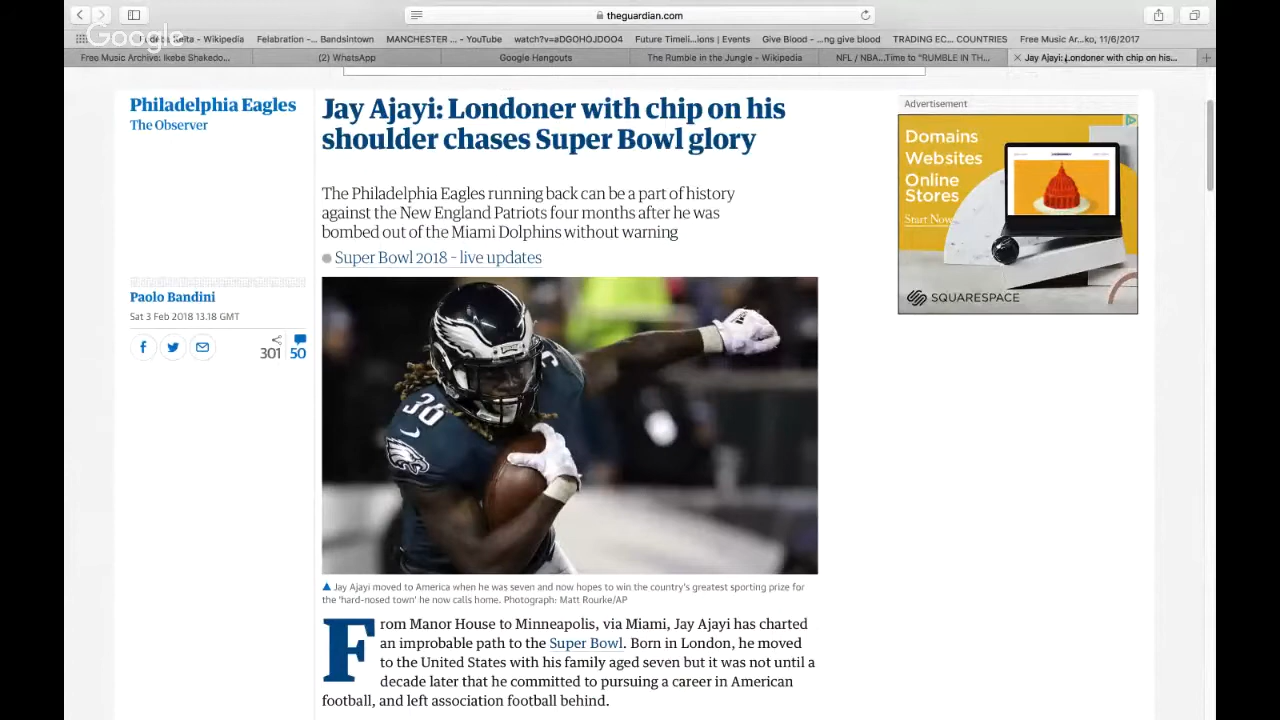 theguardian.com
Google
Keita - Wikipedia
Felabration -... Bandsintown
MANCHESTER ... - YouTube
watch?v=aDGOHOJDOO4
Future Timeli...ions | Events
Give Blood - ...ng give blood
TRADING EC... COUNTRIES
Free Music Ar...ko, 11/6/2017
Free Music Archive: Ikebe Shakedo...
(2) WhatsApp
Google Hangouts
The Rumble in the Jungle - Wikipedia
NFL / NBA...Time to "RUMBLE IN TH...
Jay Ajayi: Londoner with chip on his...
Philadelphia Eagles
The Observer
Jay Ajayi: Londoner with chip on his
shoulder chases Super Bowl glory
The Philadelphia Eagles running back can be a part of history
against the New England Patriots four months after he was
bombed out of the Miami Dolphins without warning
Super Bowl 2018 – live updates
Paolo Bandini
Sat 3 Feb 2018 13.18 GMT
301 50
36
Jay Ajayi moved to America when he was seven and now hopes to win the country's greatest sporting prize for
the 'hard-nosed town' he now calls home. Photograph: Matt Rourke/AP
From Manor House to Minneapolis, via Miami, Jay Ajayi has charted
an improbable path to the Super Bowl. Born in London, he moved
to the United States with his family aged seven but it was not until a
decade later that he committed to pursuing a career in American
football, and left association football behind.
Advertisement
Domains
Websites
Online
Stores
Start Now
SQUARESPACE